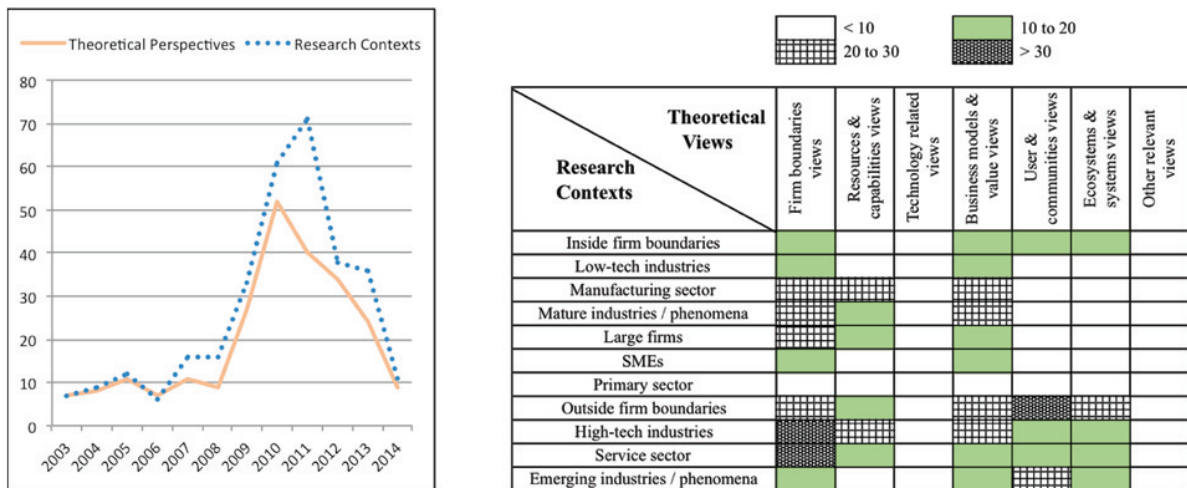 Theoretical Perspectives
Research Contexts
80
70
60
50
40
30
20
10
0
2003
2004
2005
2006
2007
2008
2009
2010
2011
2012
2013
2014
< 10
10 to 20
20 to 30
> 30
Theoretical
Views
Research
Contexts
Firm boundaries
views
Resources &
capabilities views
Technology related
views
Business models &
value views
User &
communities views
Ecosystems &
systems views
Other relevant
views
Inside firm boundaries
Low-tech industries
Manufacturing sector
Mature industries / phenomena
Large firms
SMEs
Primary sector
Outside firm boundaries
High-tech industries
Service sector
Emerging industries / phenomena